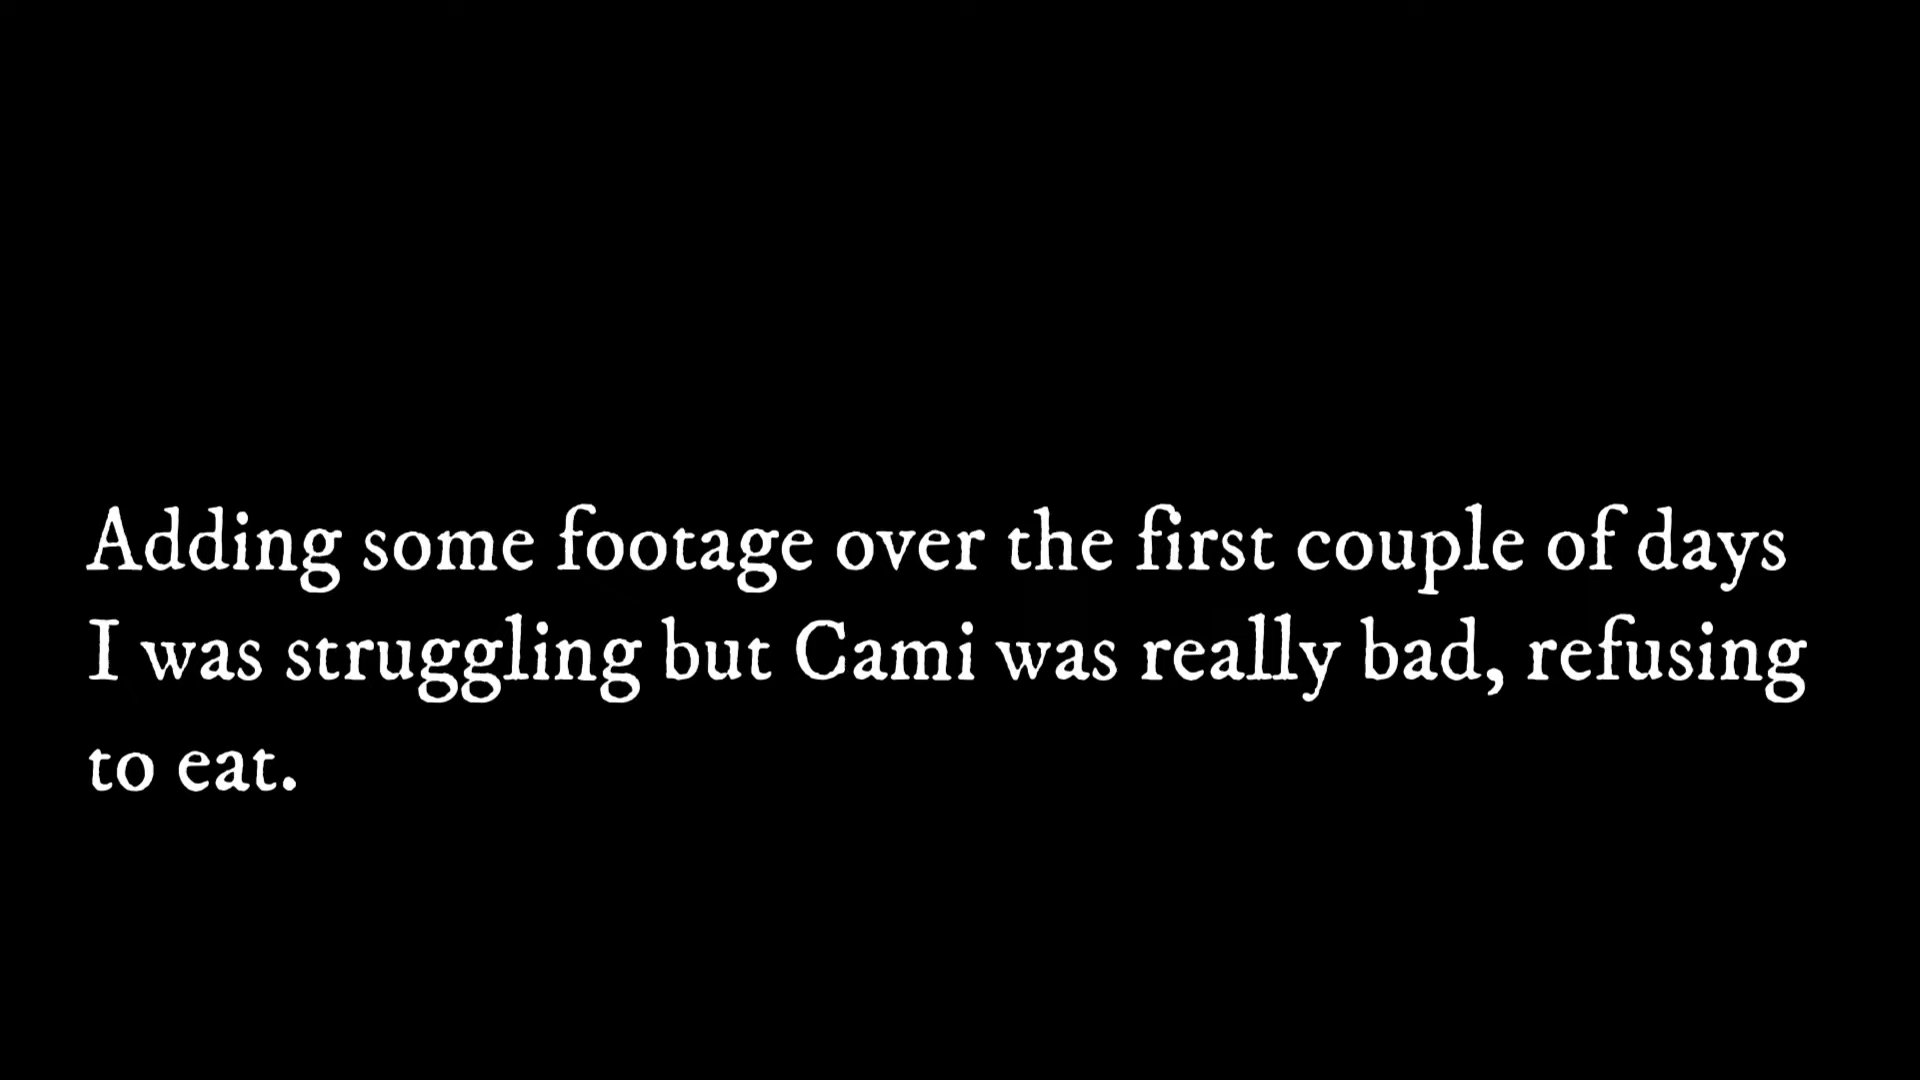 Adding some footage over the first couple of days
I was struggling but Cami was really bad, refusing
to eat.